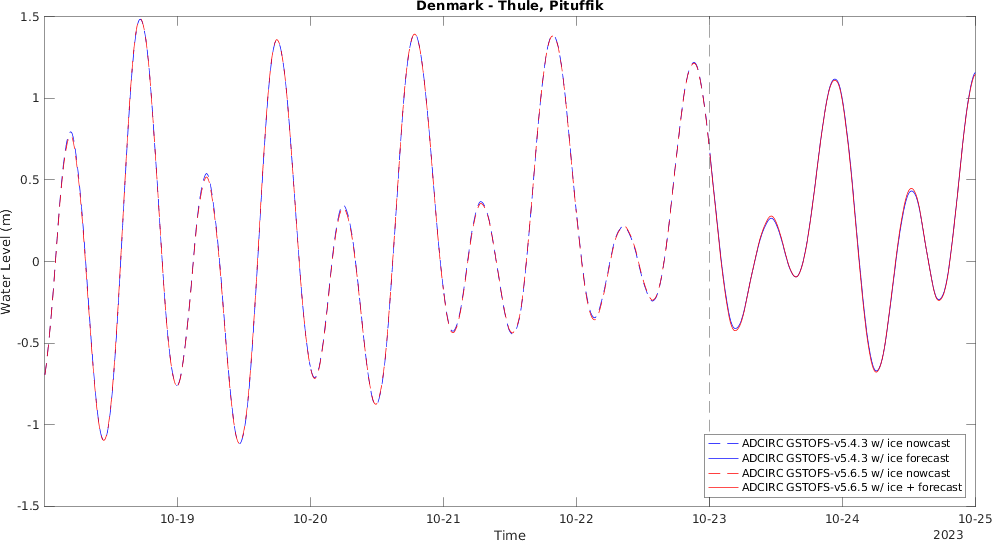 Denmark - Thule, Pituffik
Water Level (m)
1.5
1
0.5
0
-0.5
-1
-1.5
10-19
10-20
10-21
10-22
10-23
10-24
10-25
Time
2023
ADCIRC GSTOFS-v5.4.3 w/ ice nowcast
ADCIRC GSTOFS-v5.4.3 w/ ice forecast
ADCIRC GSTOFS-v5.6.5 w/ ice nowcast
ADCIRC GSTOFS-v5.6.5 w/ ice + forecast